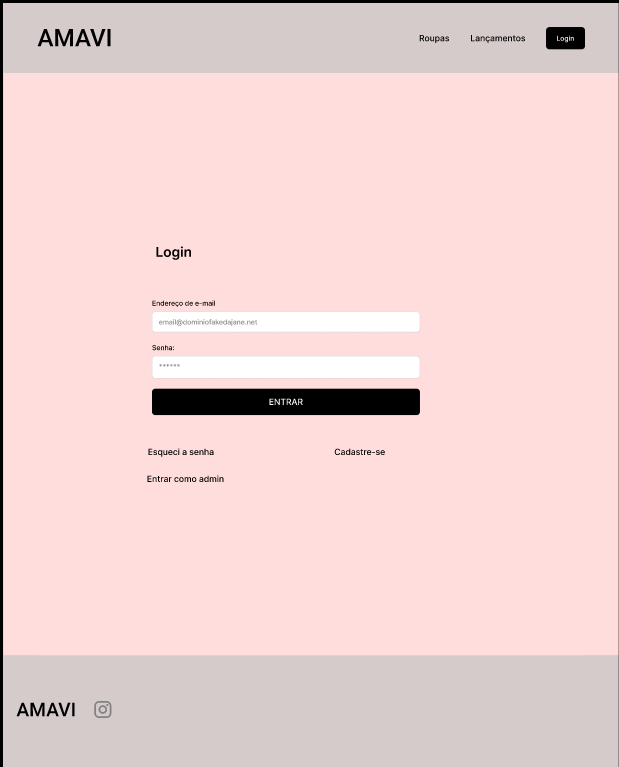 AMAVI
Roupas Lançamentos Login
Login
Endereço de e-mail
email@dominiofakedajane.net
Senha:
******
ENTRAR
Esqueci a senha Cadastre-se
Entrar como admin
AMAVI